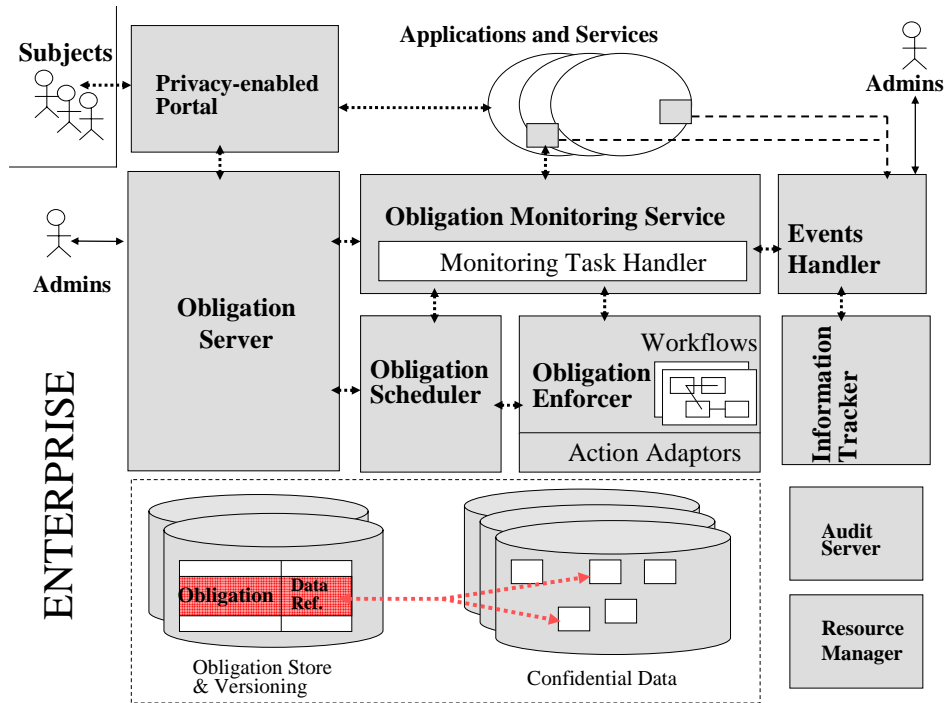 Applications and Services
Subjects
Privacy-enabled
Portal
Admins
Obligation Monitoring Service
Monitoring Task Handler
Events
Handler
Admins
Obligation
Server
Obligation
Scheduler
Workflows
Obligation
Enforcer
Action Adaptors
Information
Tracker
ENTERPRISE
Audit
Server
Obligation
Data
Ref.
Resource
Manager
Obligation Store
& Versioning
Confidential Data